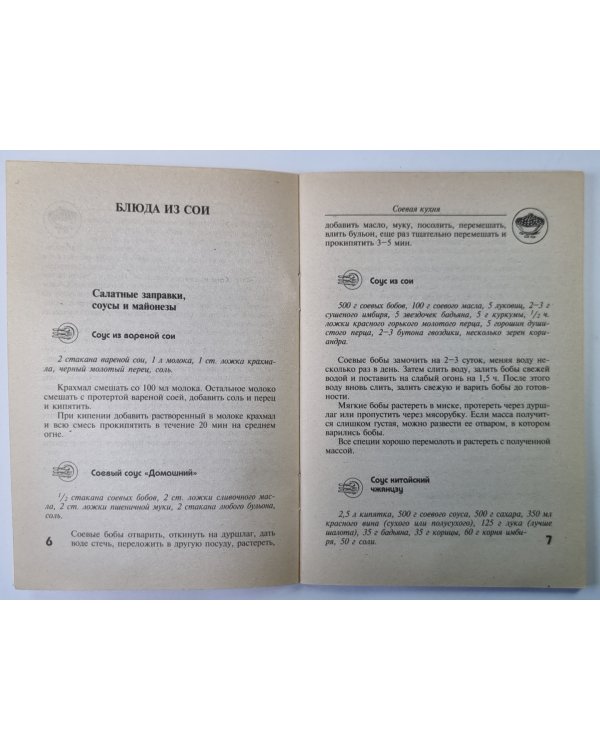 БЛЮДА ИЗ СОИ
Салатные заправки,
соусы и майонезы
Соус из вареной сои
2 стакана вареной сои, 1 л молока, 1 ст. ложка крахма-
ла, черный молотый перец, соль.
Крахмал смешать со 100 мл молока. Остальное молоко
смешать с протертой вареной соей, добавить соль и перец
и кипятить.
При кипении добавить растворенный в молоке крахмал
и всю смесь прокипятить в течение 20 мин на среднем
огне.
Соевый соус «Домашний»
1/2 стакана соевых бобов, 2 ст. ложки сливочного мас-
ла, 2 ст. ложки пшеничной муки, 2 стакана любого бульона,
соль.
Соевые бобы отварить, откинуть на дуршлаг, дать
воде стечь, переложить в другую посуду, растереть,
6
Соевая кухня
добавить масло, муку, посолить, перемешать,
влить бульон, еще раз тщательно перемешать и
прокипятить 3–5 мин.
Соус из сои
500 г соевых бобов, 100 г соевого масла, 5 луковиц, 2–3 г
сушеного имбиря, 5 звездочек бадьяна, 5 г куркумы, 1/2 ч.
ложки красного горького молотого перца, 5 горошин души-
стого перца, 2–3 бутона гвоздики, несколько зерен кори-
андра.
Соевые бобы замочить на 2–3 суток, меняя воду не-
сколько раз в день. Затем слить воду, залить бобы свежей
водой и поставить на слабый огонь на 1,5 ч. После этого
воду вновь слить, залить свежую и варить бобы до готов-
ности.
Мягкие бобы растереть в миске, протереть через дурш-
лаг или пропустить через мясорубку. Если масса получит-
ся слишком густая, можно развести ее отваром, в котором
варились бобы.
Все специи хорошо перемолоть и растереть с полученной
массой.
Соус китайский
чжянцзу
2,5 л кипятка, 500 г соевого соуса, 500 г сахара, 350 мл
красного вина (сухого или полусухого), 125 г лука (лучше
шалота), 35 г бадьяна, 35 г корицы, 60 г корня имби-
ря, 50 г соли.
7